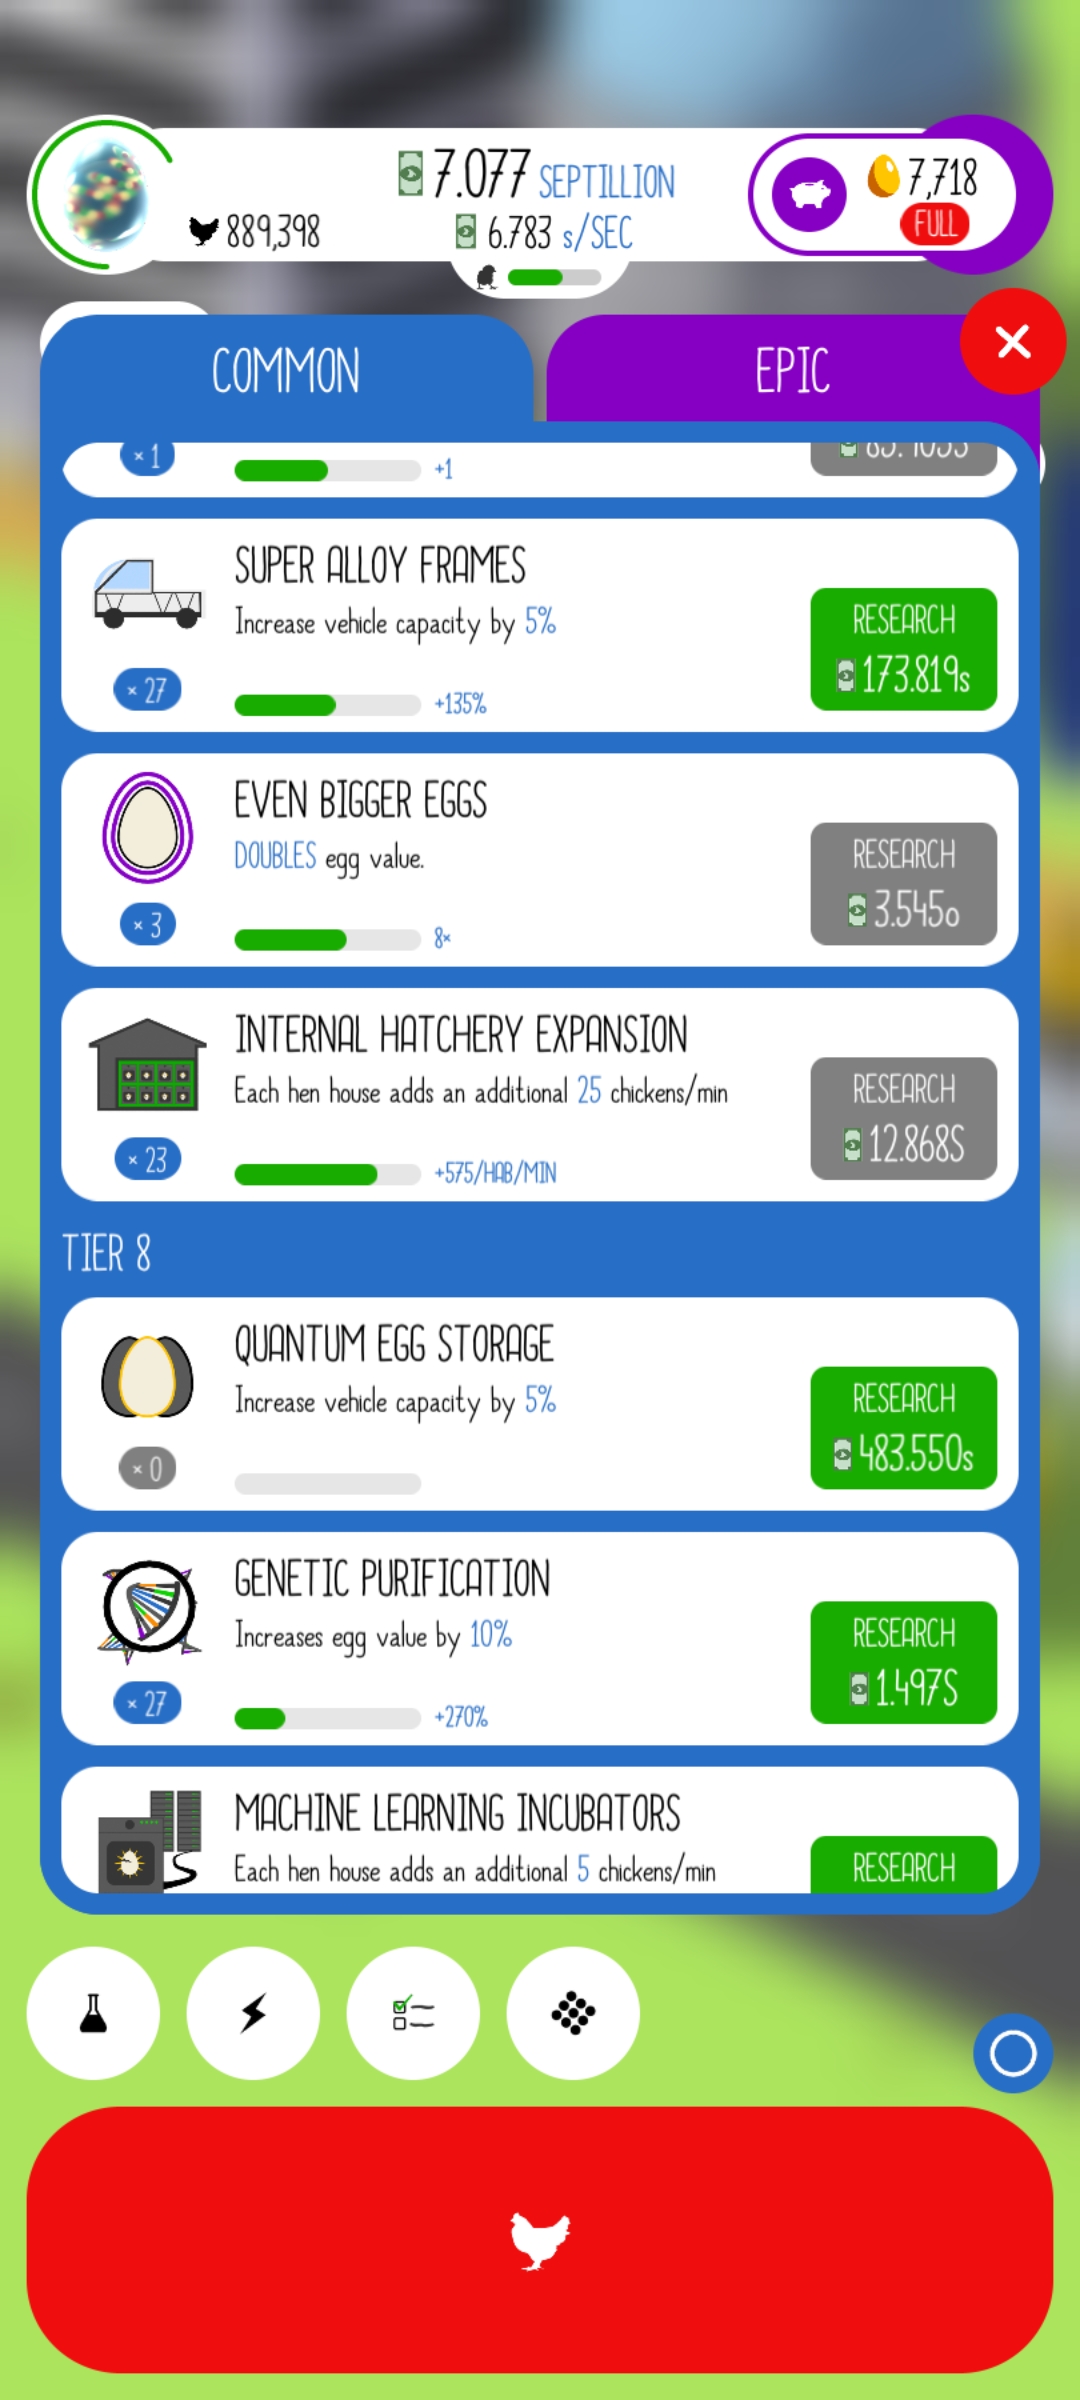 7.077 SEPTILLION
889,398
6.783 s/SEC
7,718
FULL
COMMON
EPIC
× 1
+1
SUPER ALLOY FRAMES
Increase vehicle capacity by 5%
RESEARCH
173.819s
× 27
+135%
EVEN BIGGER EGGS
DOUBLES egg value.
RESEARCH
3.545o
× 3
8×
INTERNAL HATCHERY EXPANSION
Each hen house adds an additional 25 chickens/min
RESEARCH
12.868S
× 23
+575/HAB/MIN
TIER 8
QUANTUM EGG STORAGE
Increase vehicle capacity by 5%
RESEARCH
483.550s
× 0
GENETIC PURIFICATION
Increases egg value by 10%
RESEARCH
1.497S
× 27
+270%
MACHINE LEARNING INCUBATORS
Each hen house adds an additional 5 chickens/min
RESEARCH